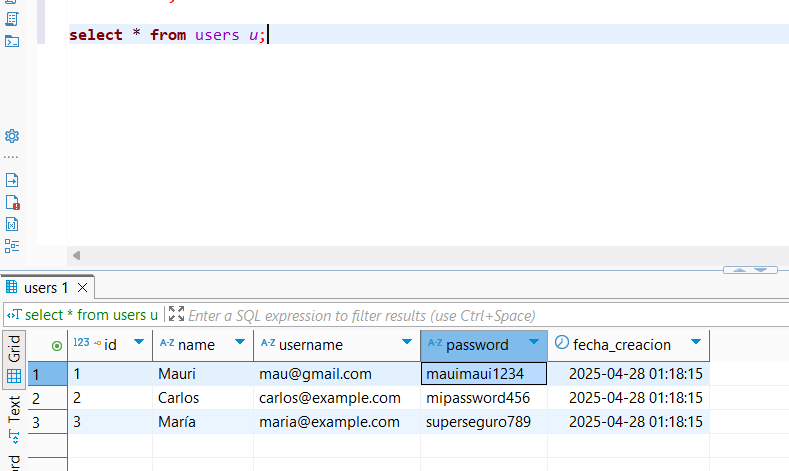 select * from users u;
users 1
select * from users u
Enter a SQL expression to filter results (use Ctrl+Space)
Grid
Text
123 id A-Z name A-Z username A-Z password fecha_creacion
1 1 Mauri mau@gmail.com mauimaui1234 2025-04-28 01:18:15
2 2 Carlos carlos@example.com mipassword456 2025-04-28 01:18:15
3 3 María maria@example.com superseguro789 2025-04-28 01:18:15